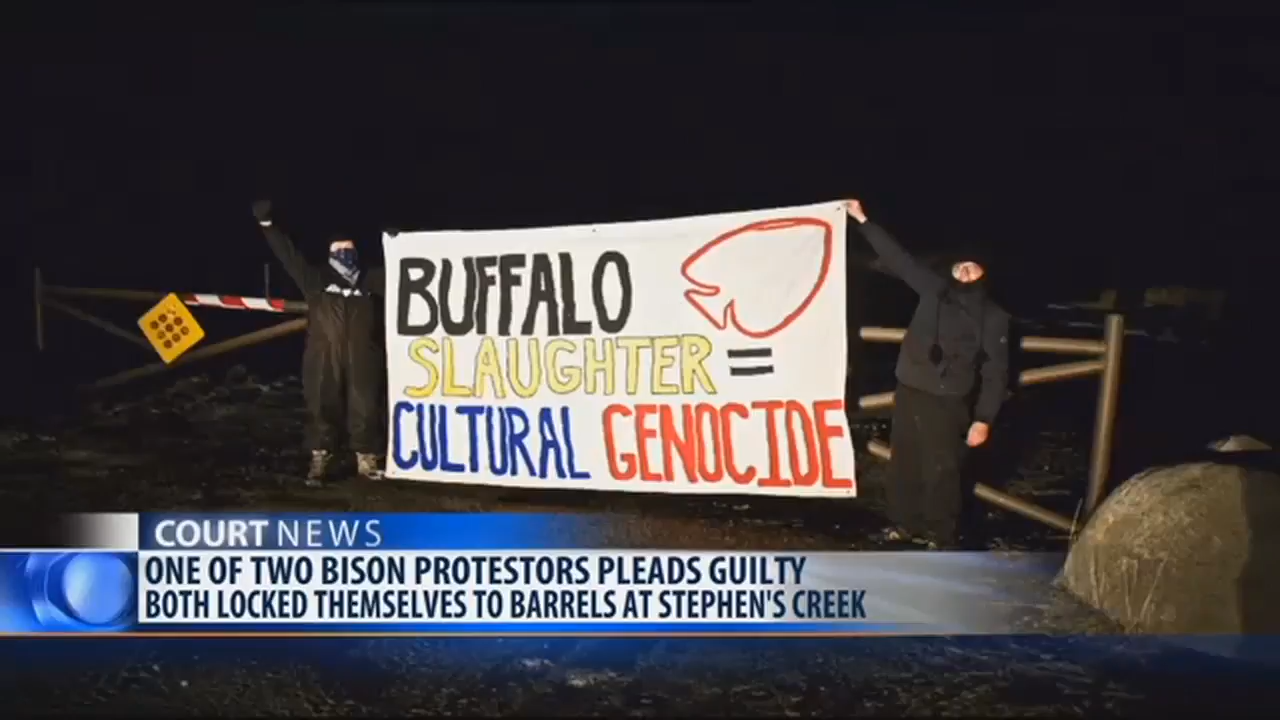 BUFFALO
SLAUGHTER =
CULTURAL GENOCIDE
COURT NEWS
ONE OF TWO BISON PROTESTORS PLEADS GUILTY
BOTH LOCKED THEMSELVES TO BARRELS AT STEPHEN'S CREEK